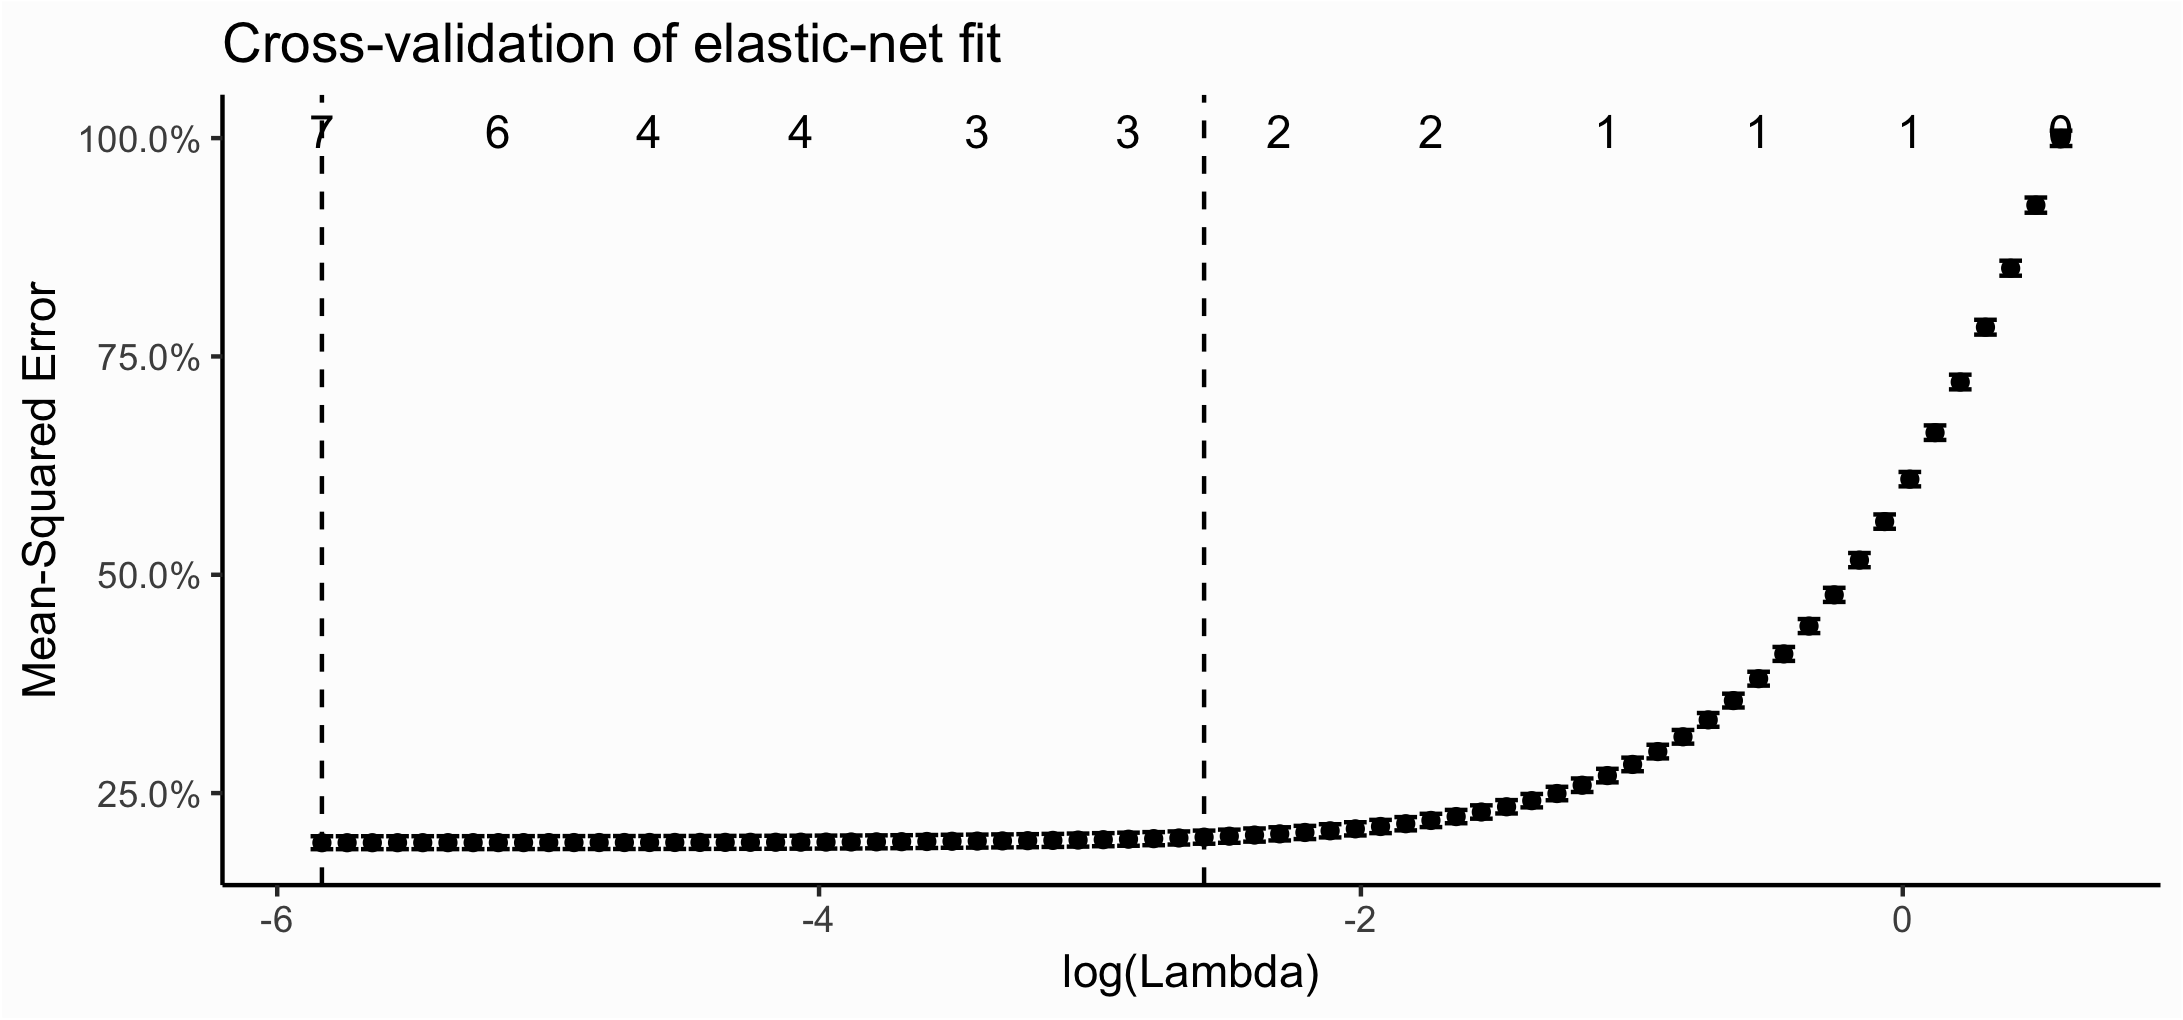 Cross-validation of elastic-net fit
7 6 4 4 3 3 2 2 1 1 1 0
100.0%
75.0%
50.0%
25.0%
Mean-Squared Error
-6 -4 -2 0
log(Lambda)